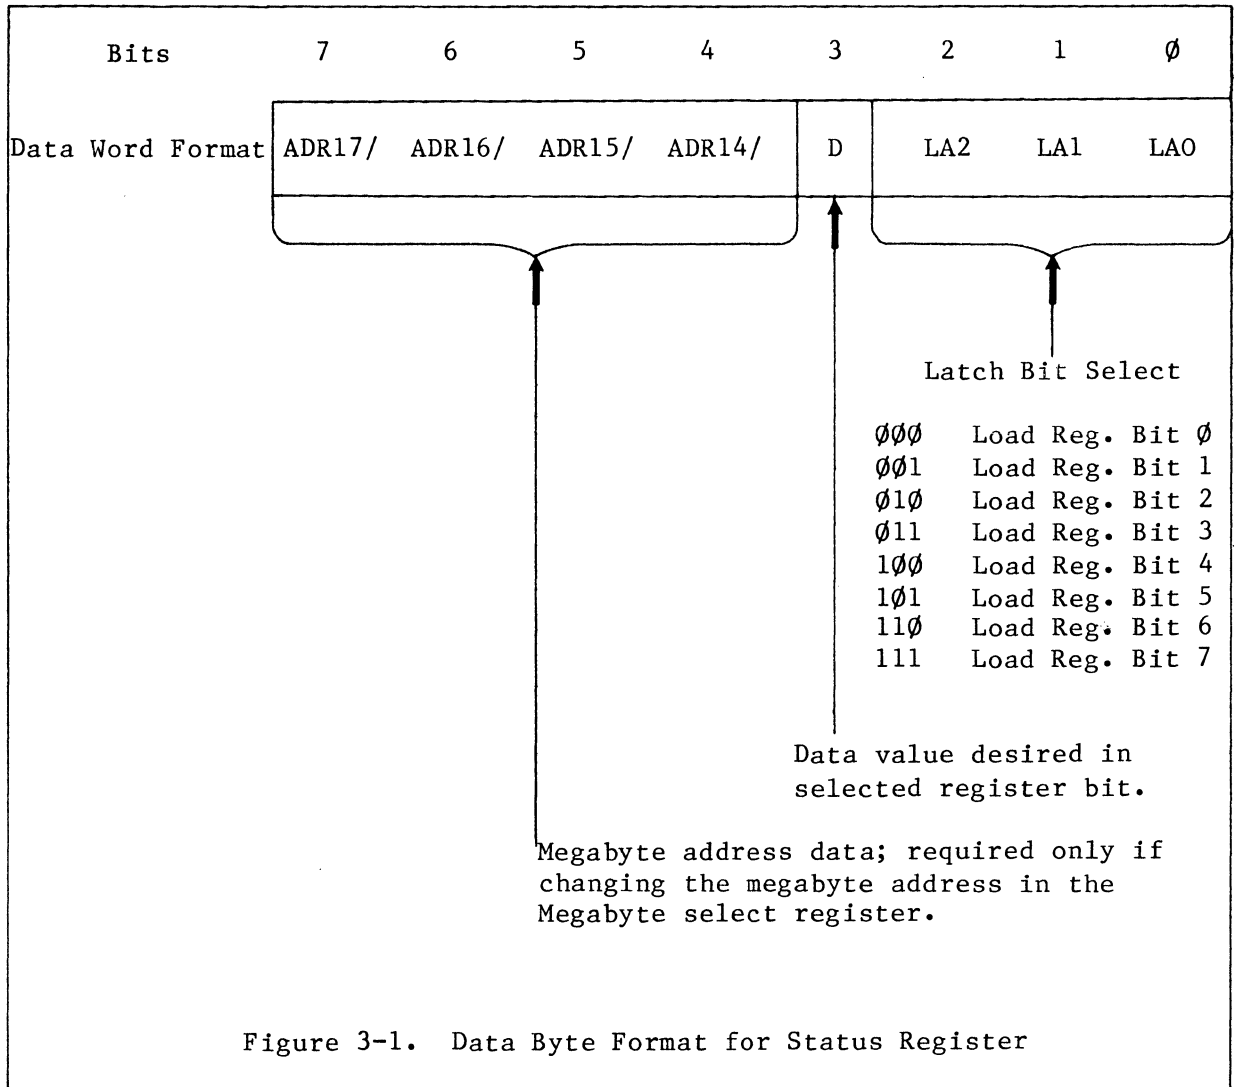 Bits 7 6 5 4 3 2 1 Ø
Data Word Format ADR17/ ADR16/ ADR15/ ADR14/ D LA2 LA1 LA0
Latch Bit Select
ØØØ Load Reg. Bit Ø
ØØ1 Load Reg. Bit 1
Ø1Ø Load Reg. Bit 2
Ø11 Load Reg. Bit 3
1ØØ Load Reg. Bit 4
1Ø1 Load Reg. Bit 5
11Ø Load Reg. Bit 6
111 Load Reg. Bit 7
Data value desired in
selected register bit.
Megabyte address data; required only if
changing the megabyte address in the
Megabyte select register.
Figure 3-1. Data Byte Format for Status Register